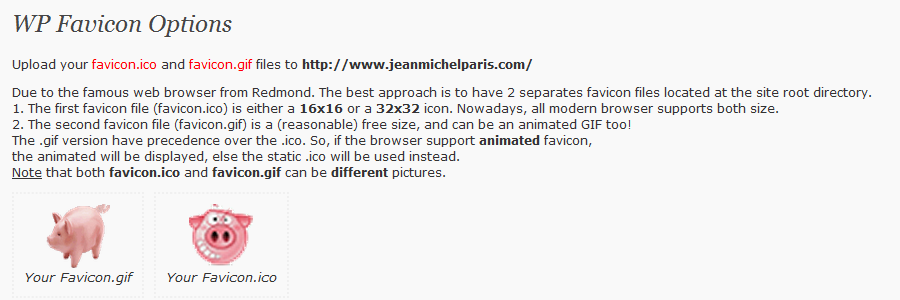 WP Favicon Options
Upload your favicon.ico and favicon.gif files to http://www.jeanmichelparis.com/
Due to the famous web browser from Redmond. The best approach is to have 2 separates favicon files located at the site root directory.
1. The first favicon file (favicon.ico) is either a 16x16 or a 32x32 icon. Nowadays, all modern browser supports both size.
2. The second favicon file (favicon.gif) is a (reasonable) free size, and can be an animated GIF too!
The .gif version have precedence over the .ico. So, if the browser support animated favicon,
the animated will be displayed, else the static .ico will be used instead.
Note that both favicon.ico and favicon.gif can be different pictures.
Your Favicon.gif
Your Favicon.ico